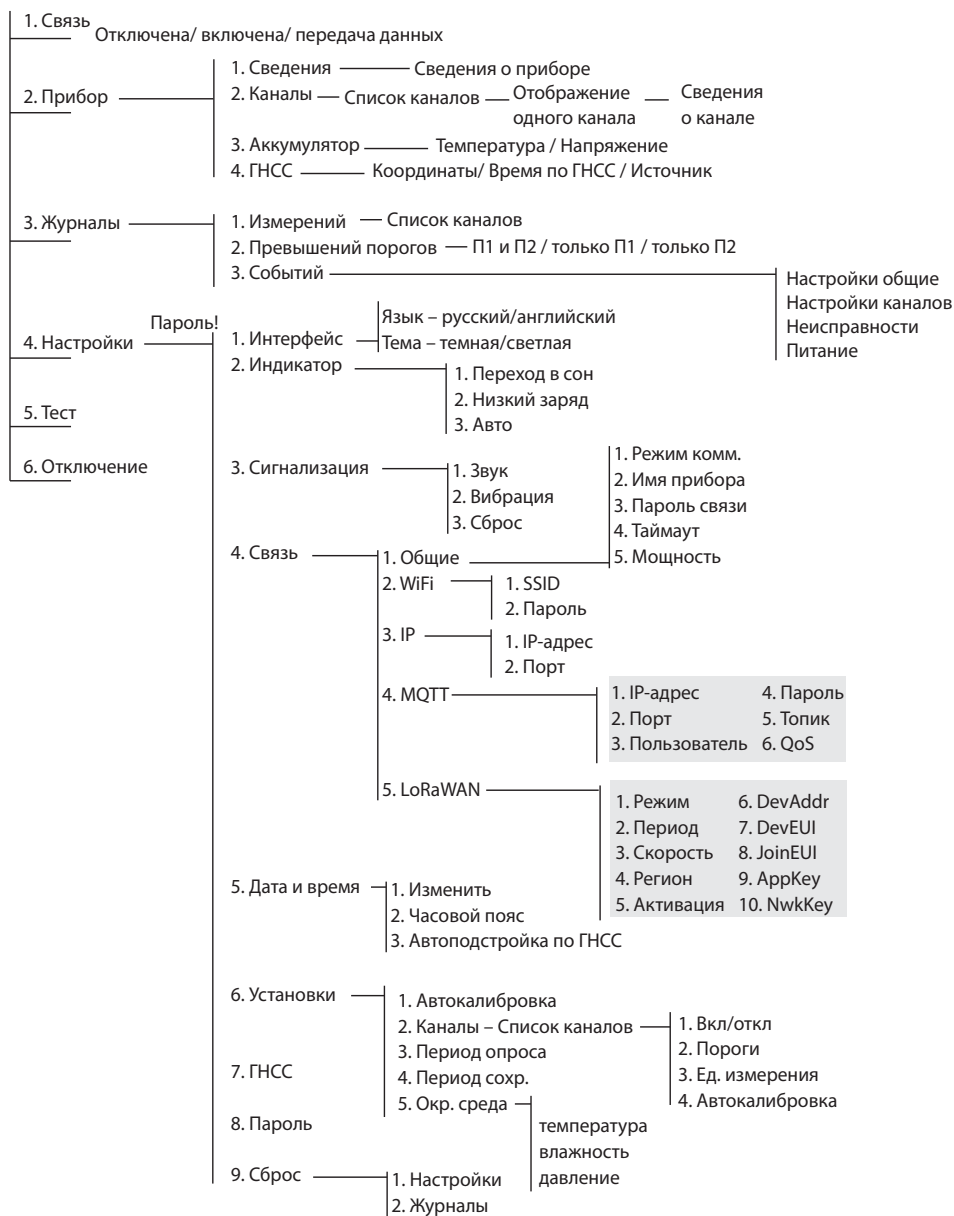 1. Связь
Отключена/ включена/ передача данных
2. Прибор
1. Сведения
Сведения о приборе
2. Каналы
Список каналов
Отображение
одного канала
Сведения
о канале
3. Аккумулятор
Температура / Напряжение
4. ГНСС
Координаты/ Время по ГНСС / Источник
3. Журналы
1. Измерений
Список каналов
2. Превышений порогов
П1 и П2 / только П1 / только П2
3. Событий
Настройки общие
Настройки каналов
Неисправности
Питание
4. Настройки
Пароль!
1. Интерфейс
Язык – русский/английский
Тема – темная/светлая
2. Индикатор
1. Переход в сон
2. Низкий заряд
3. Авто
5. Тест
6. Отключение
3. Сигнализация
1. Звук
2. Вибрация
3. Сброс
4. Связь
1. Общие
1. Режим комм.
2. Имя прибора
3. Пароль связи
4. Таймаут
5. Мощность
2. WiFi
1. SSID
2. Пароль
3. IP
1. IP-адрес
2. Порт
4. MQTT
1. IP-адрес
2. Порт
3. Пользователь
4. Пароль
5. Топик
6. QoS
5. LoRaWAN
1. Режим
2. Период
3. Скорость
4. Регион
5. Активация
6. DevAddr
7. DevEUI
8. JoinEUI
9. AppKey
10. NwkKey
5. Дата и время
1. Изменить
2. Часовой пояс
3. Автоподстройка по ГНСС
6. Установки
1. Автокалибровка
2. Каналы – Список каналов
1. Вкл/откл
2. Пороги
3. Ед. измерения
4. Автокалибровка
3. Период опроса
4. Период сохр.
5. Окр. среда
температура
влажность
давление
7. ГНСС
8. Пароль
9. Сброс
1. Настройки
2. Журналы